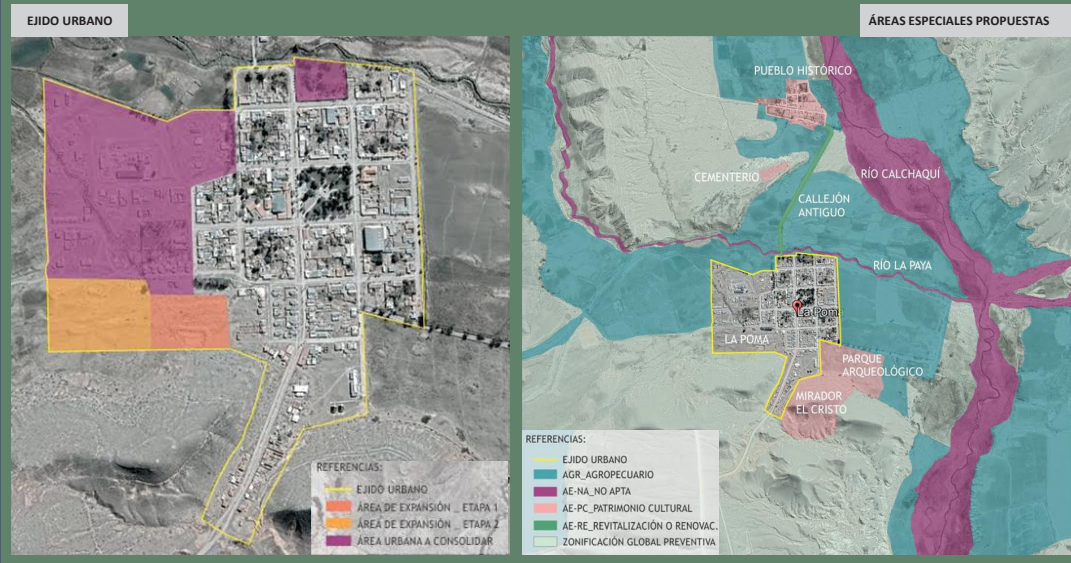 EJIDO URBANO
ÁREAS ESPECIALES PROPUESTAS
REFERENCIAS:
EJIDO URBANO
ÁREA DE EXPANSIÓN _ ETAPA 1
ÁREA DE EXPANSIÓN _ ETAPA 2
ÁREA URBANA A CONSOLIDAR
PUEBLO HISTÓRICO
CEMENTERIO
RÍO CALCHAQUÍ
CALLEJÓN
ANTIGUO
RÍO LA PAYA
La Poma
LA POMA
PARQUE
ARQUEOLÓGICO
MIRADOR
EL CRISTO
REFERENCIAS:
EJIDO URBANO
AGR_AGROPECUARIO
AE-NA_NO APTA
AE-PC_PATRIMONIO CULTURAL
AE-RE_REVITALIZACIÓN O RENOVAC.
ZONIFICACIÓN GLOBAL PREVENTIVA